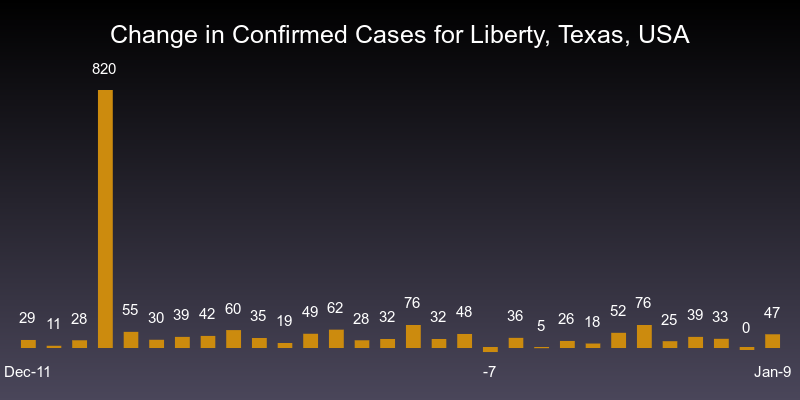 Change in Confirmed Cases for Liberty, Texas, USA
820
29 11 28 55 30 39 42 60 35 19 49 62 28 32 76 32 48 36 5 26 18 52 76 25 39 33 0 47
Dec-11 -7 Jan-9